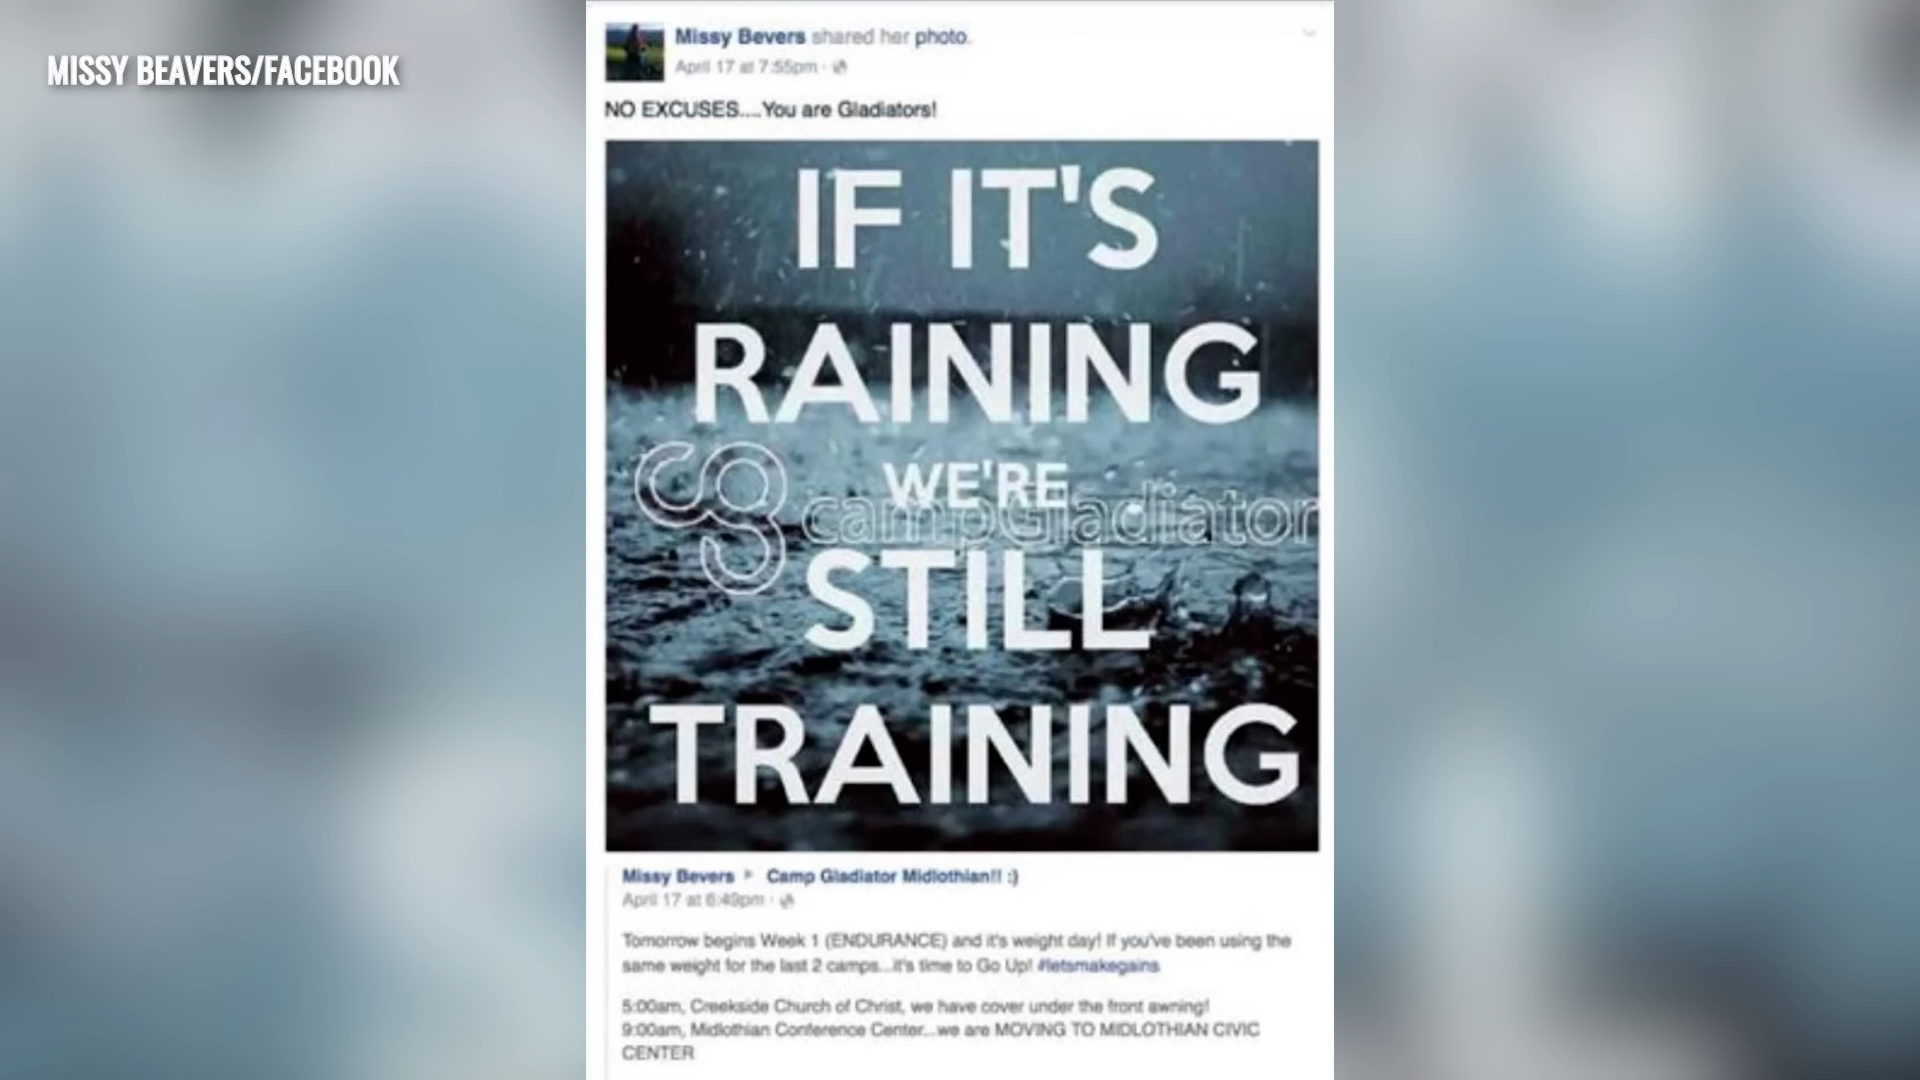 MISSY BEAVERS/FACEBOOK
Missy Bevers shared her photo.
April 17 at 7:55pm ·
NO EXCUSES....You are Gladiators!
IF IT'S
RAINING
WE'RE
cg campGladiator
STILL
TRAINING
Missy Bevers ▸ Camp Gladiator Midlothian!! :)
April 17 at 6:49pm ·
Tomorrow begins Week 1 (ENDURANCE) and it's weight day! If you've been using the
same weight for the last 2 camps...it's time to Go Up! #letsmakegains
5:00am, Creekside Church of Christ, we have cover under the front awning!
9:00am, Midlothian Conference Center...we are MOVING TO MIDLOTHIAN CIVIC
CENTER